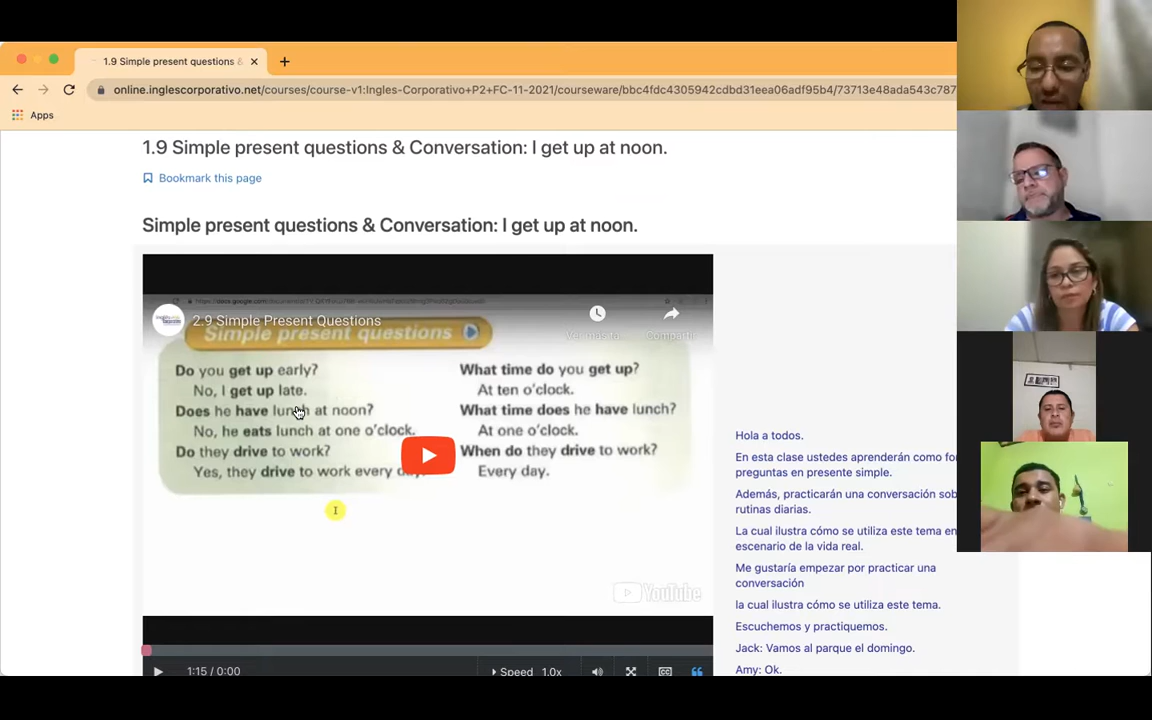 1.9 Simple present questions &
online.inglescorporativo.net/courses/course-v1:Ingles-Corporativo+P2+FC-11-2021/courseware/bbc4fdc4305942cdbd31eea06adf95b4/73713e48ada543c787
Apps
1.9 Simple present questions & Conversation: I get up at noon.
Bookmark this page
Simple present questions & Conversation: I get up at noon.
2.9 Simple Present Questions
Simple present questions
Do you get up early?
No, I get up late.
Does he have lunch at noon?
No, he eats lunch at one o'clock.
Do they drive to work?
Yes, they drive to work every
What time do you get up?
At ten o'clock.
What time does he have lunch?
At one o'clock.
When do they drive to work?
Every day.
YouTube
1:15 / 0:00
Speed 1.0x
Hola a todos.
En esta clase ustedes aprenderán como
preguntas en presente simple.
Además, practicarán una conversación
rutinas diarias.
La cual ilustra cómo se utiliza este tema en
escenario de la vida real.
Me gustaría empezar por practicar una
conversación
la cual ilustra cómo se utiliza este tema.
Escuchemos y practiquemos.
Jack: Vamos al parque el domingo.
Amy: Ok.